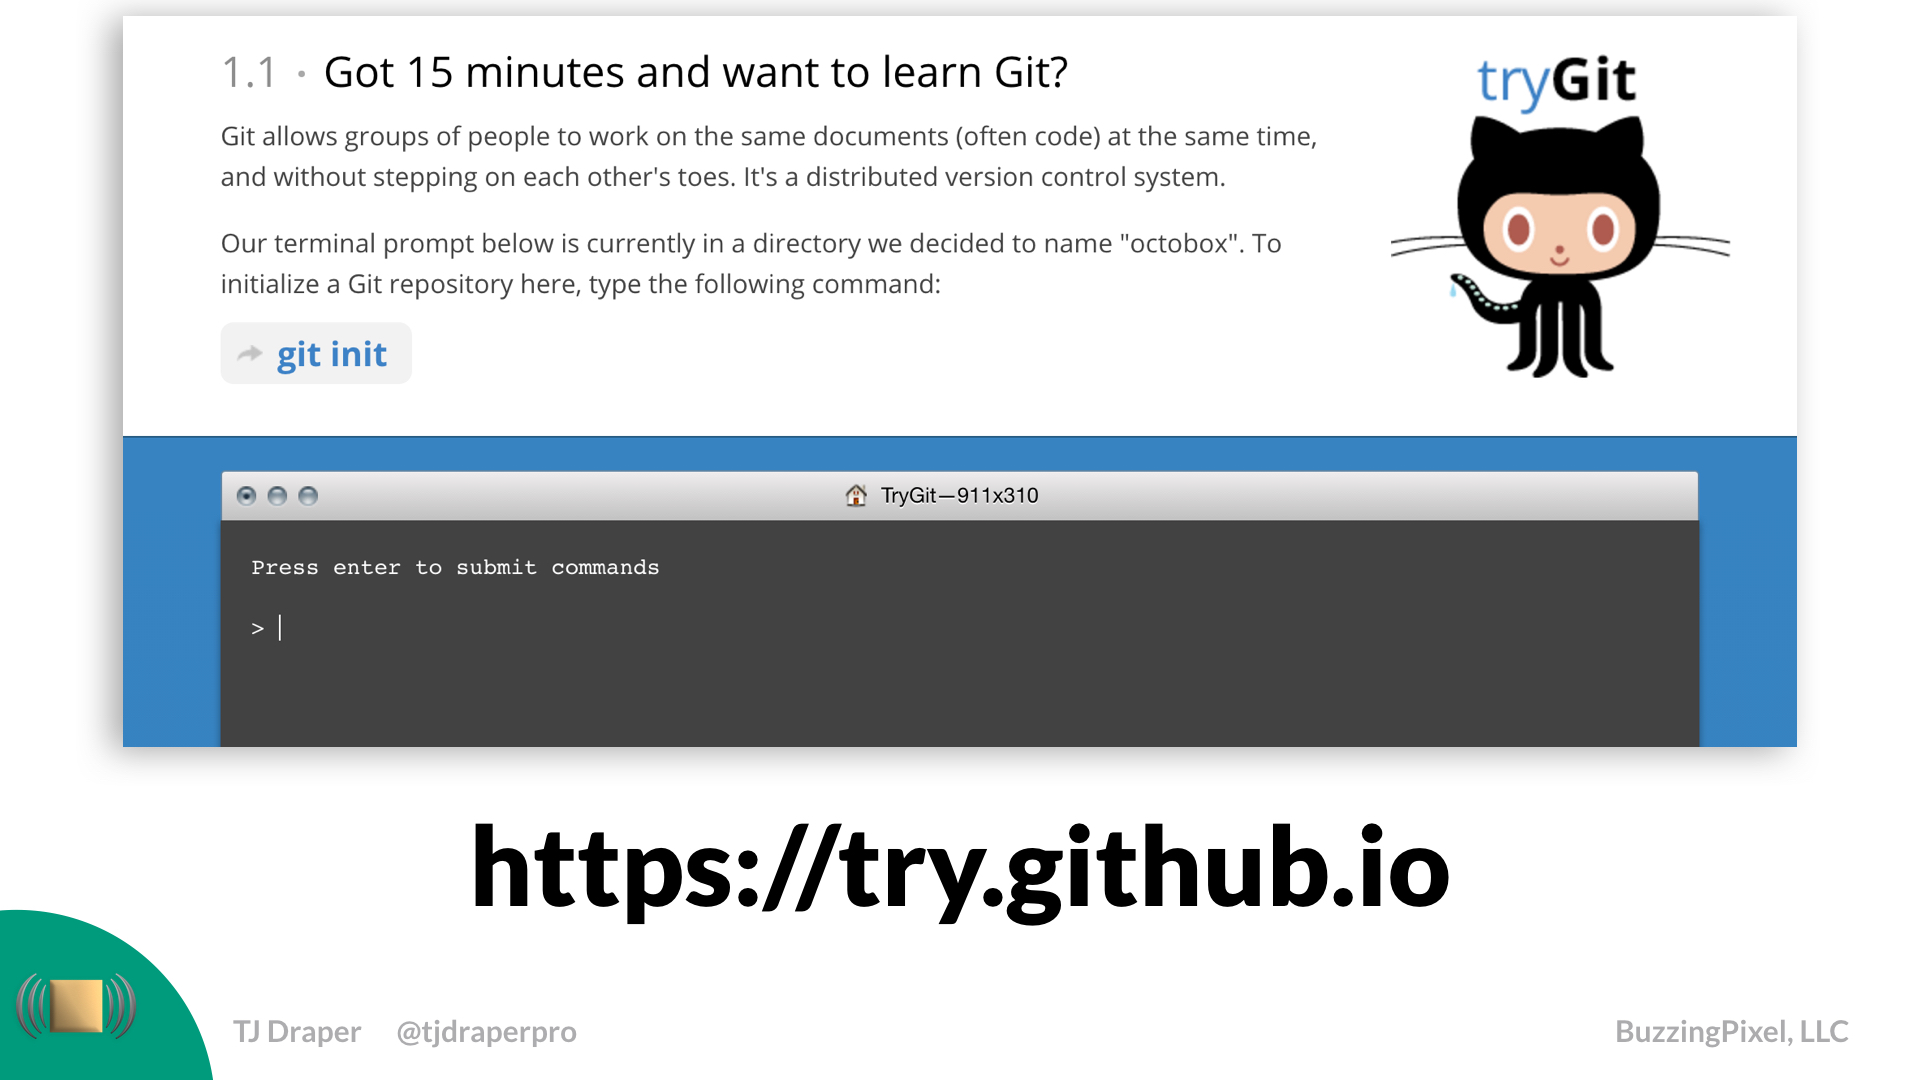 1.1 · Got 15 minutes and want to learn Git?
tryGit
Git allows groups of people to work on the same documents (often code) at the same time,
and without stepping on each other's toes. It's a distributed version control system.
Our terminal prompt below is currently in a directory we decided to name "octobox". To
initialize a Git repository here, type the following command:
git init
TryGit—911x310
Press enter to submit commands
>
https://try.github.io
TJ Draper @tjdraperpro
BuzzingPixel, LLC